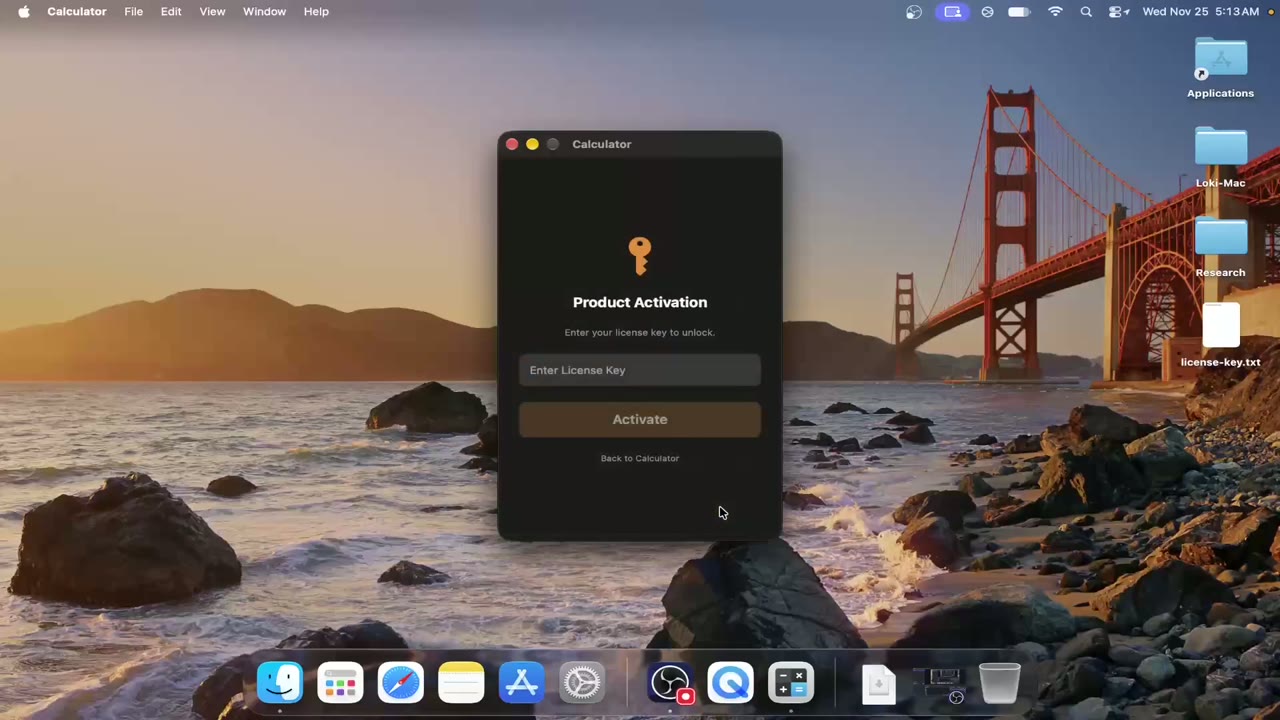 Calculator File Edit View Window Help
Wed Nov 25 5:13 AM
Applications
Calculator
Loki-Mac
Product Activation
Research
Enter your license key to unlock.
license-key.txt
Enter License Key
Activate
Back to Calculator